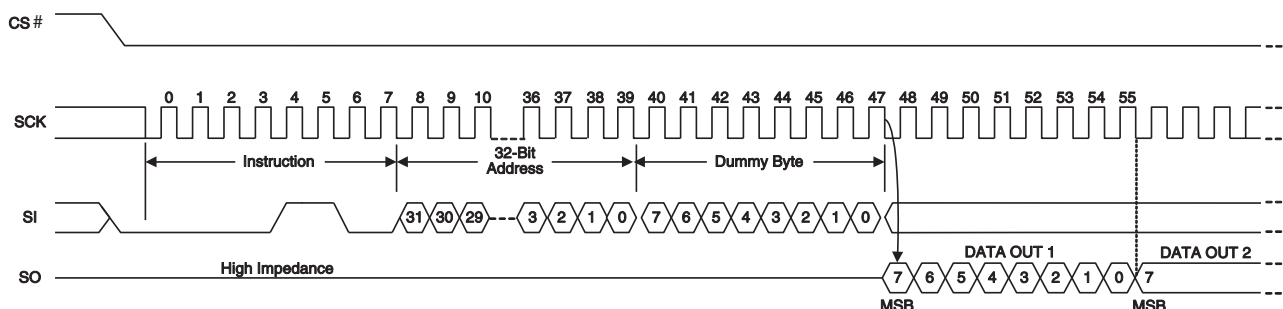 CS #
0 1 2 3 4 5 6 7 8 9 10 36 37 38 39 40 41 42 43 44 45 46 47 48 49 50 51 52 53 54 55
SCK
Instruction
32-Bit
Address
Dummy Byte
SI
31 30 29 3 2 1 0 7 6 5 4 3 2 1 0
DATA OUT 1
DATA OUT 2
High Impedance
SO
7 6 5 4 3 2 1 0 7
MSB
MSB